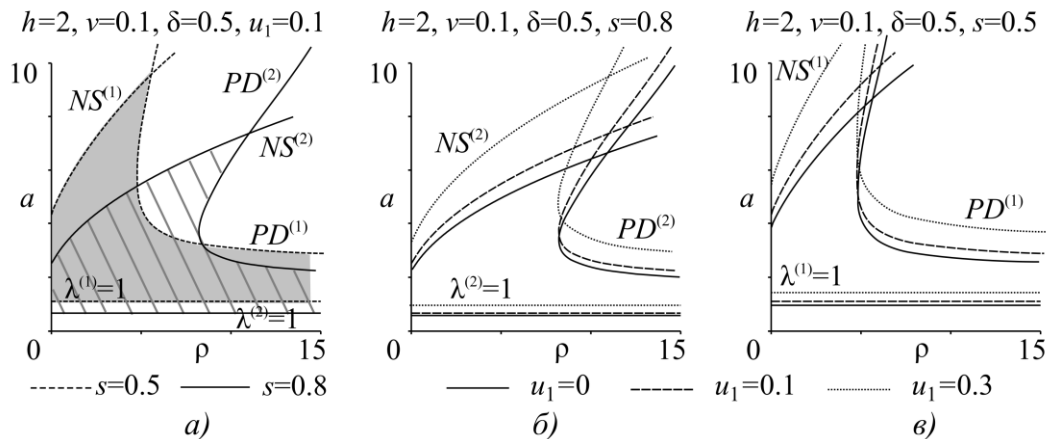 h=2, v=0.1, δ=0.5, u₁=0.1
10
NS⁽¹⁾
PD⁽²⁾
NS⁽²⁾
a
PD⁽¹⁾
λ⁽¹⁾=1
λ⁽²⁾=1
0 ρ 15
s=0.5 s=0.8
а)
h=2, v=0.1, δ=0.5, s=0.8
10
NS⁽²⁾
a
PD⁽²⁾
λ⁽²⁾=1
0 ρ 15
б)
h=2, v=0.1, δ=0.5, s=0.5
10
NS⁽¹⁾
a
PD⁽¹⁾
λ⁽¹⁾=1
0 ρ 15
u₁=0 u₁=0.1 u₁=0.3
в)